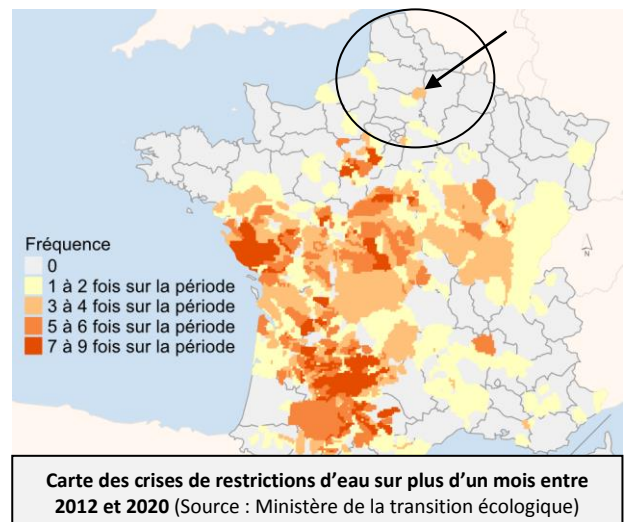 Fréquence
0
1 à 2 fois sur la période
3 à 4 fois sur la période
5 à 6 fois sur la période
7 à 9 fois sur la période
N
Carte des crises de restrictions d’eau sur plus d’un mois entre
2012 et 2020 (Source : Ministère de la transition écologique)